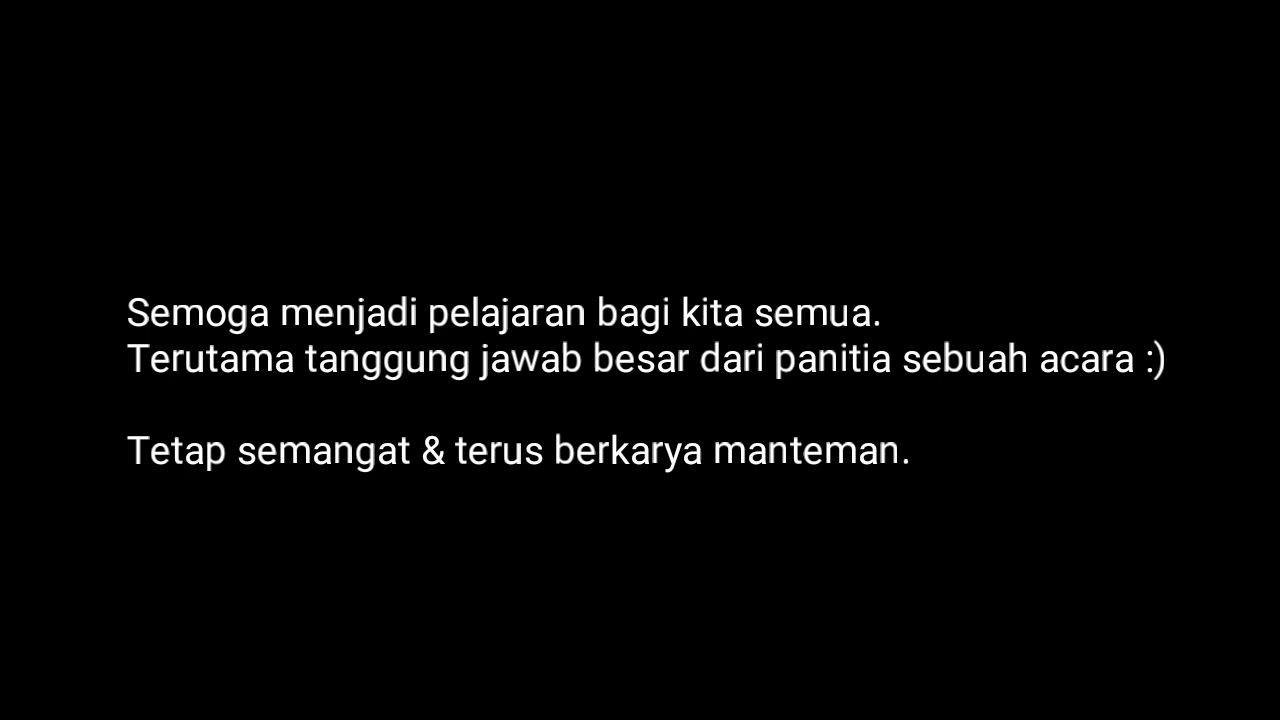 Semoga menjadi pelajaran bagi kita semua.
Terutama tanggung jawab besar dari panitia sebuah acara :)
Tetap semangat & terus berkarya manteman.